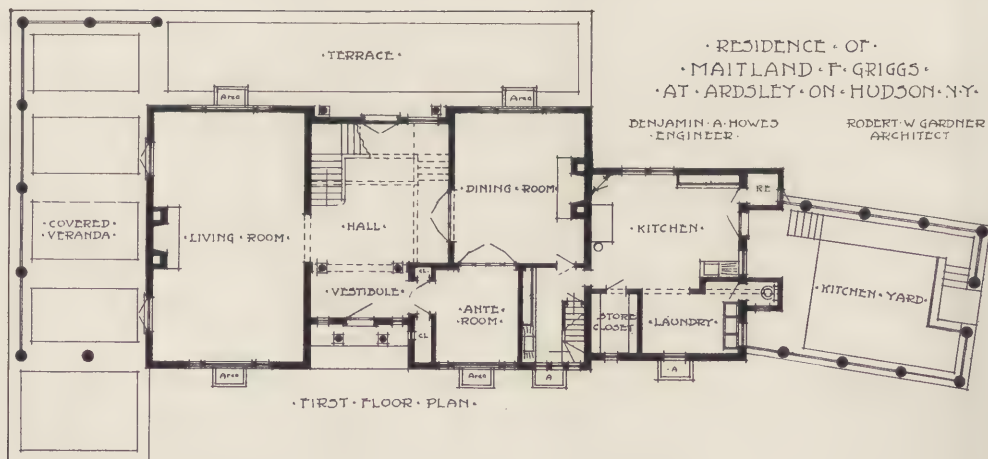 ·RESIDENCE·OF·
·MAITLAND·F·GRIGGS·
·AT·ARDSLEY·ON·HUDSON·N·Y·
BENJAMIN·A·HOWES
·ENGINEER·
ROBERT·W·GARDNER
ARCHITECT
·TERRACE·
Area
Area
·COVERED·
VERANDA·
·LIVING·ROOM·
·HALL·
·DINING·ROOM·
·KITCHEN·
RE
·VESTIBULE·
CL·
·ANTE·
·ROOM·
CL
STORE
CLOSET
·LAUNDRY·
·KITCHEN·YARD·
Area
Area
A
·A
·FIRST·FLOOR·PLAN·